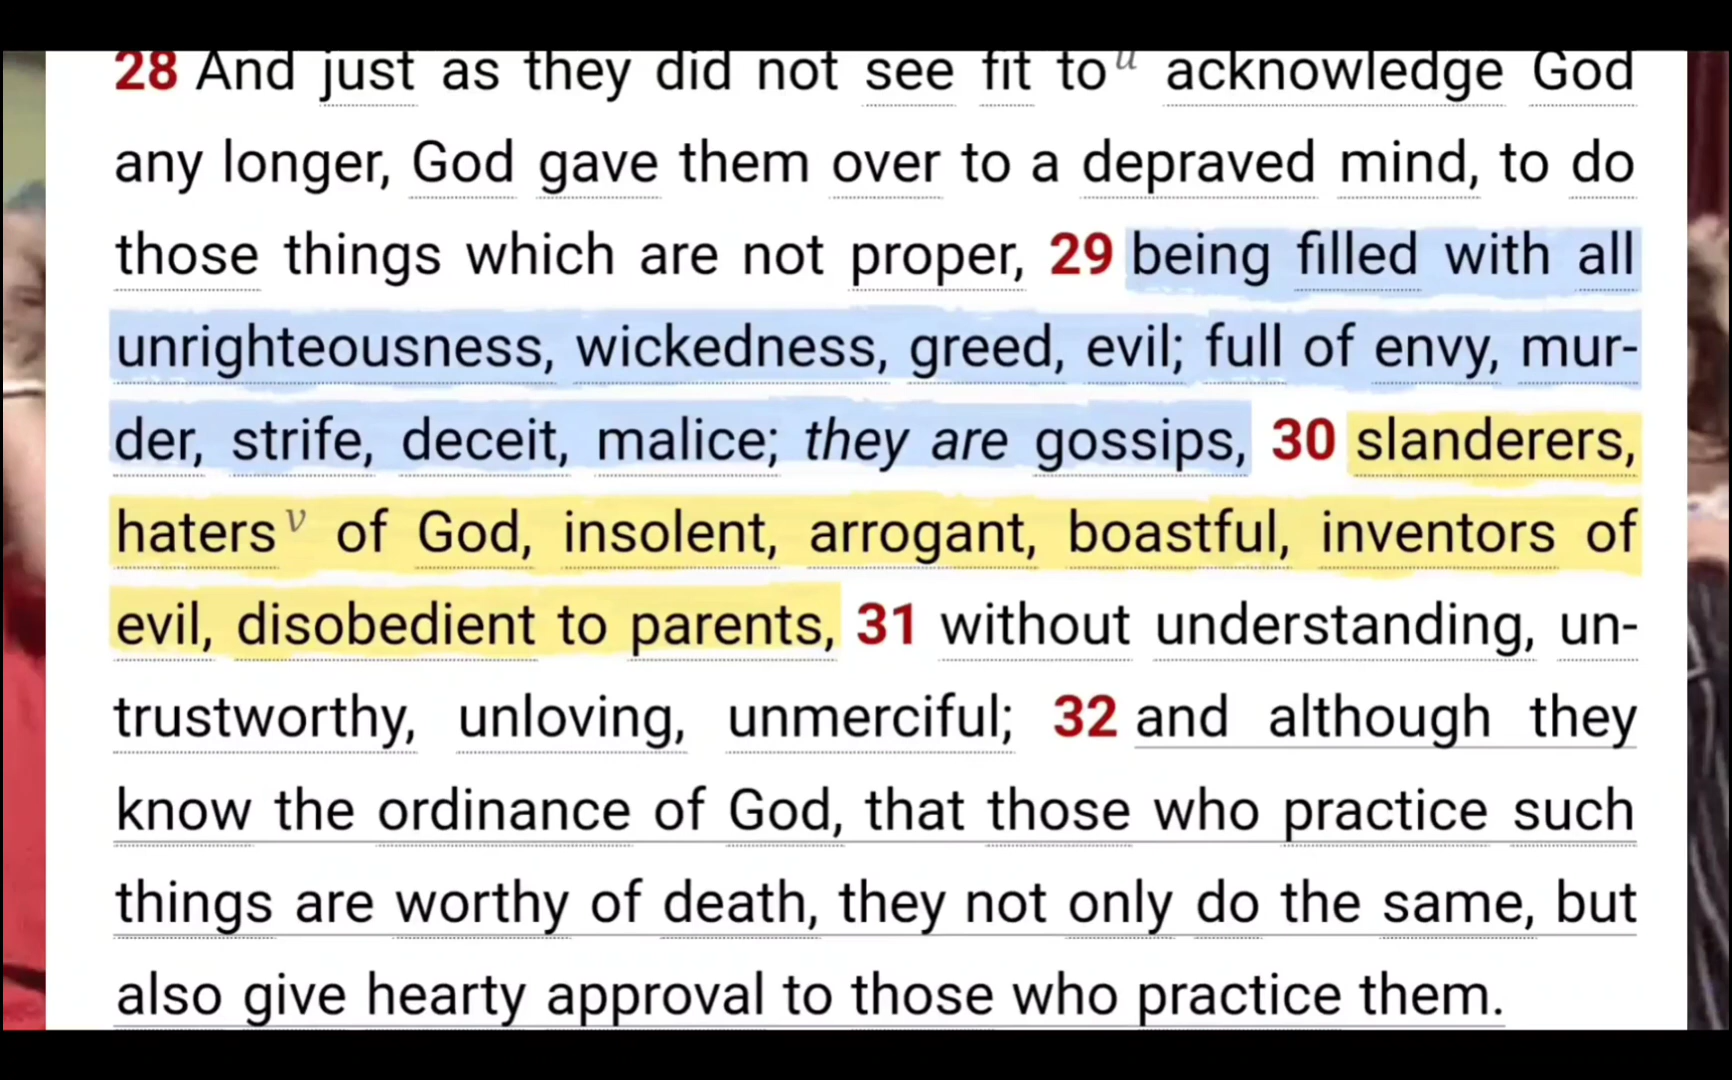 28 And just as they did not see fit to u acknowledge God
any longer, God gave them over to a depraved mind, to do
those things which are not proper, 29 being filled with all
unrighteousness, wickedness, greed, evil; full of envy, mur-
der, strife, deceit, malice; they are gossips, 30 slanderers,
haters v of God, insolent, arrogant, boastful, inventors of
evil, disobedient to parents, 31 without understanding, un-
trustworthy, unloving, unmerciful; 32 and although they
know the ordinance of God, that those who practice such
things are worthy of death, they not only do the same, but
also give hearty approval to those who practice them.